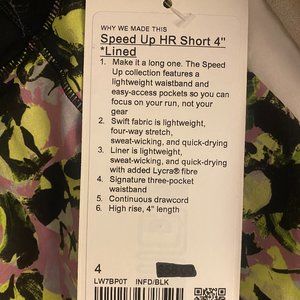 WHY WE MADE THIS
Speed Up HR Short 4"
*Lined
1. Make it a long one. The Speed
Up collection features a
lightweight waistband and
easy-access pockets so you can
focus on your run, not your
gear
2. Swift fabric is lightweight,
four-way stretch,
sweat-wicking, and quick-drying
3. Liner is lightweight,
sweat-wicking and quick-drying
with added Lycra® fibre
4. Signature three-pocket
waistband
5. Continuous drawcord
6. High rise, 4" length
4
LW7BP0T INFD/BLK